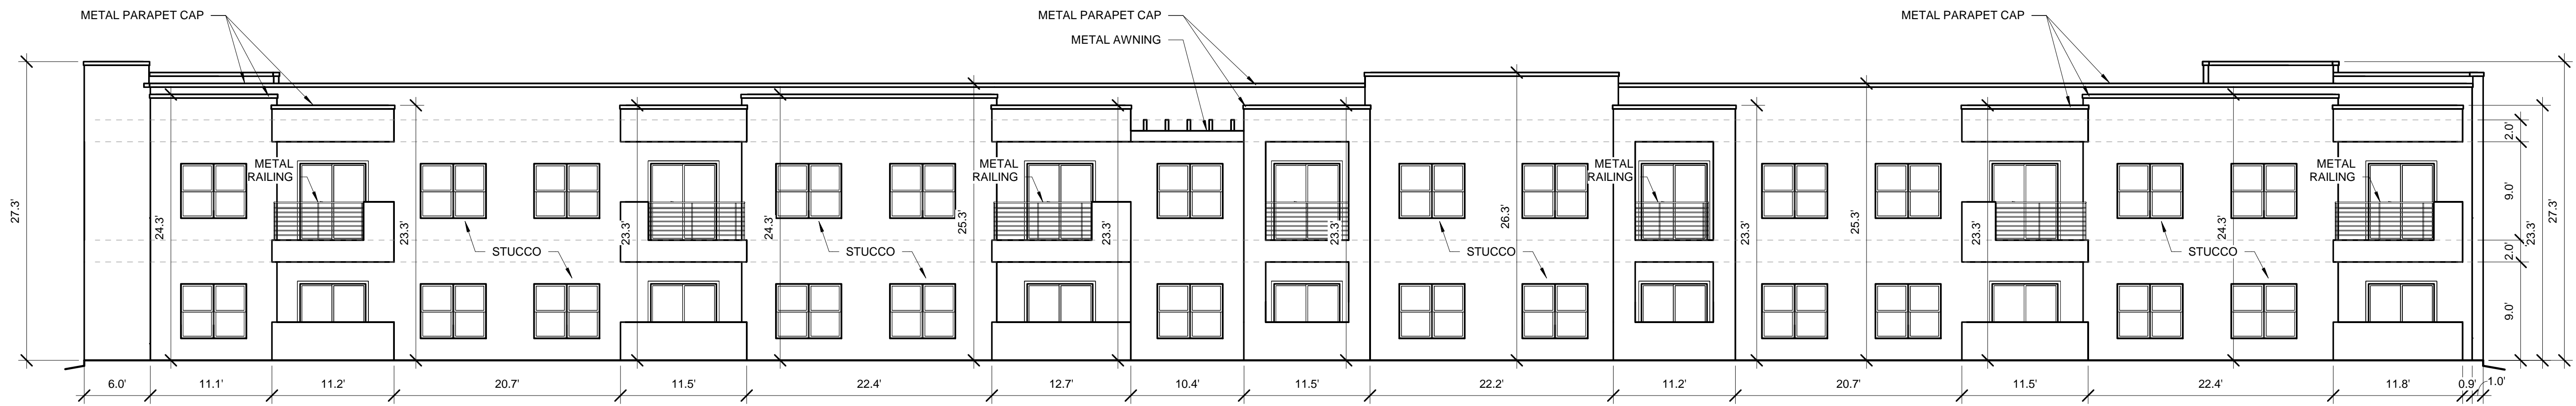 METAL PARAPET CAP
METAL PARAPET CAP
METAL PARAPET CAP
METAL AWNING
METAL
RAILING
METAL
RAILING
METAL
RAILING
METAL
RAILING
27.3'
24.3'
23.3'
23.3'
24.3'
25.3'
23.3'
23.3'
26.3'
23.3'
25.3'
23.3'
24.3'
2.0'
9.0'
2.0'
9.0'
23.3'
27.3'
STUCCO
STUCCO
STUCCO
STUCCO
6.0'
11.1'
11.2'
20.7'
11.5'
22.4'
12.7'
10.4'
11.5'
22.2'
11.2'
20.7'
11.5'
22.4'
11.8'
0.9'
1.0'